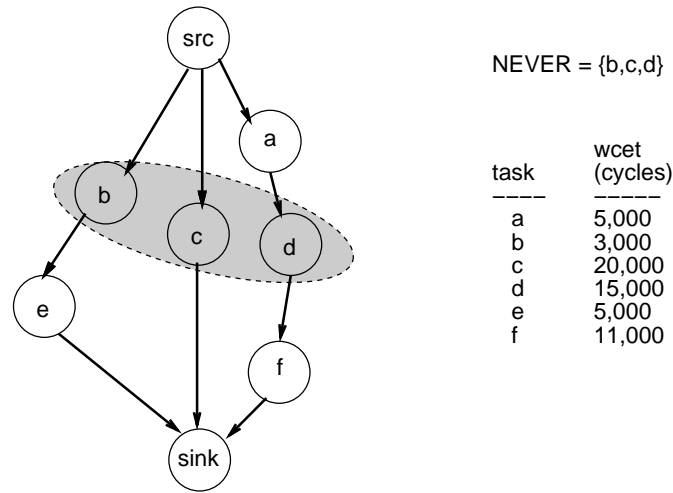 src
NEVER = {b,c,d}
a
b
c
d
e
f
sink
wcet
task (cycles)
–––– –––––
a 5,000
b 3,000
c 20,000
d 15,000
e 5,000
f 11,000